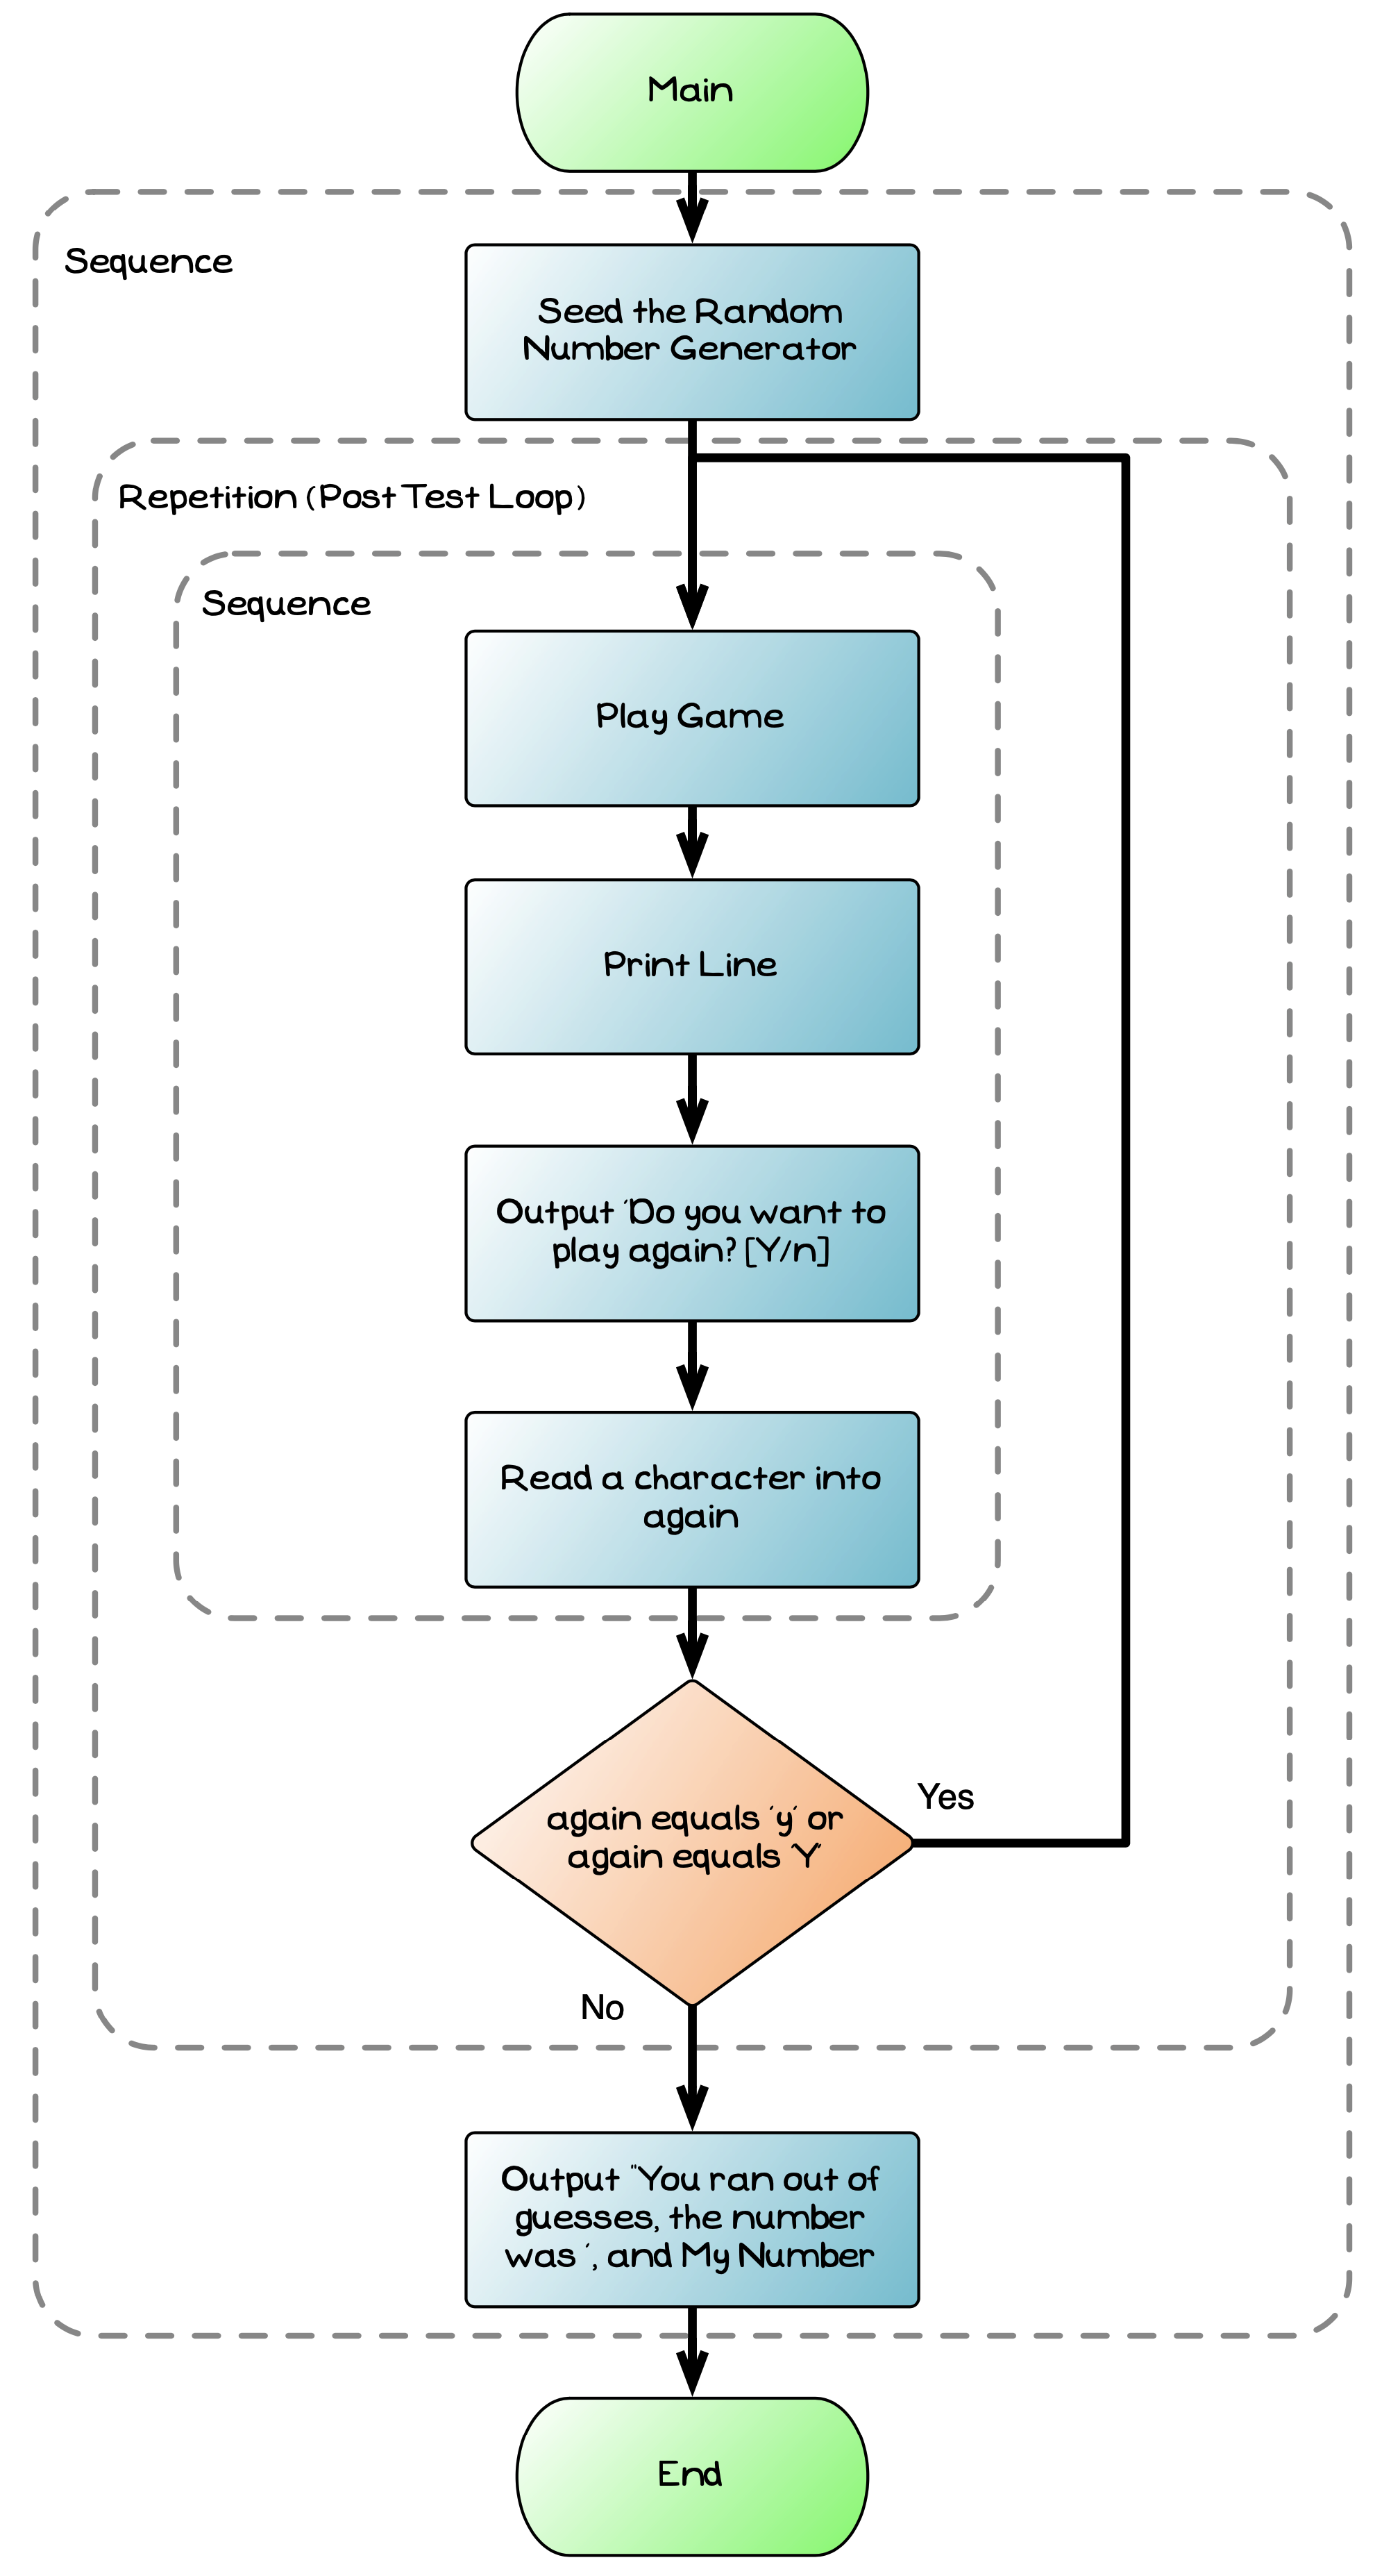 Main
Sequence
Seed the Random
Number Generator
Repetition (Post Test Loop)
Sequence
Play Game
Print Line
Output 'Do you want to
play again? [Y/n]
Read a character into
again
again equals 'y' or
again equals 'Y'
Yes
No
Output "You ran out of
guesses, the number
was ', and My Number
End